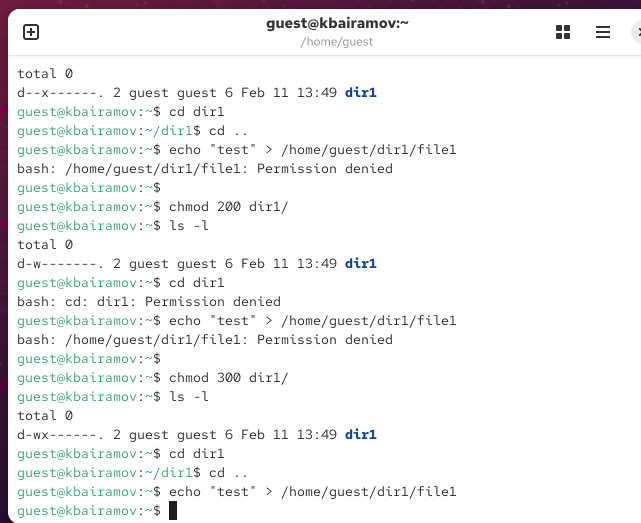 guest@kbairamov:~
/home/guest
total 0
d--x------. 2 guest guest 6 Feb 11 13:49 dir1
guest@kbairamov:~$ cd dir1
guest@kbairamov:~/dir1$ cd ..
guest@kbairamov:~$ echo "test" > /home/guest/dir1/file1
bash: /home/guest/dir1/file1: Permission denied
guest@kbairamov:~$
guest@kbairamov:~$ chmod 200 dir1/
guest@kbairamov:~$ ls -l
total 0
d-w-------. 2 guest guest 6 Feb 11 13:49 dir1
guest@kbairamov:~$ cd dir1
bash: cd: dir1: Permission denied
guest@kbairamov:~$ echo "test" > /home/guest/dir1/file1
bash: /home/guest/dir1/file1: Permission denied
guest@kbairamov:~$
guest@kbairamov:~$ chmod 300 dir1/
guest@kbairamov:~$ ls -l
total 0
d-wx------. 2 guest guest 6 Feb 11 13:49 dir1
guest@kbairamov:~$ cd dir1
guest@kbairamov:~/dir1$ cd ..
guest@kbairamov:~$ echo "test" > /home/guest/dir1/file1
guest@kbairamov:~$